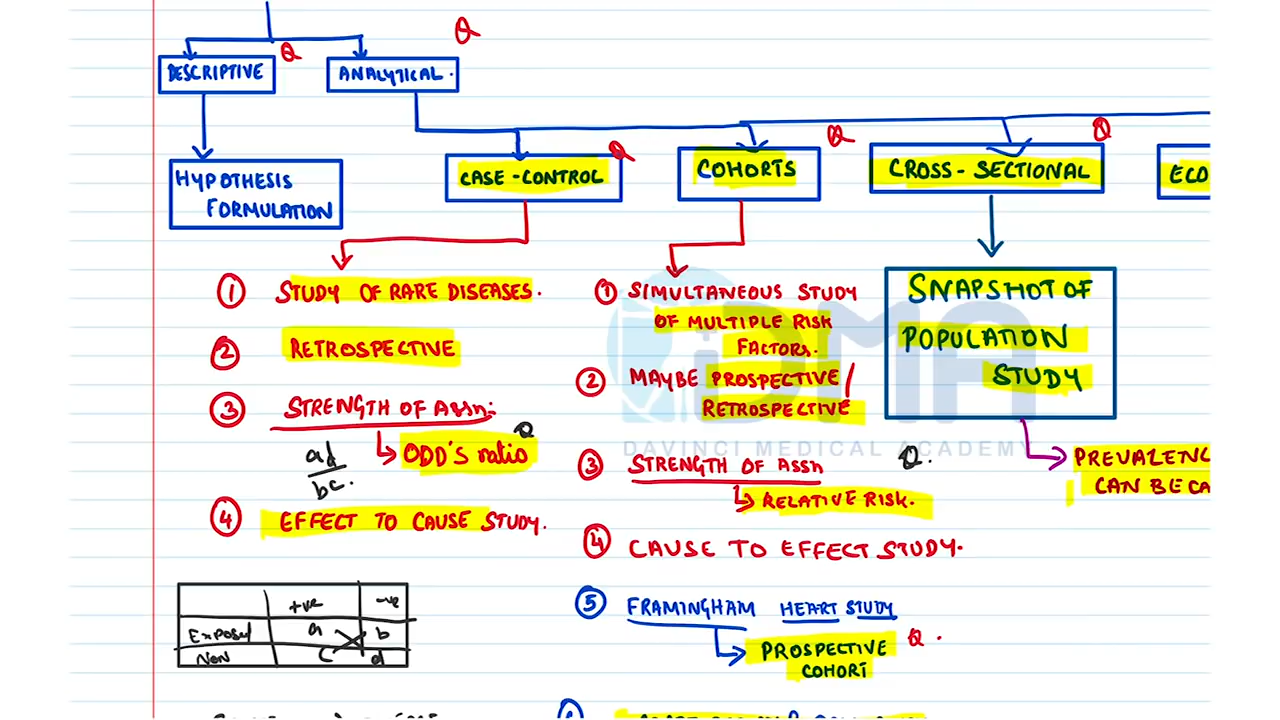 Q
Q
DESCRIPTIVE
ANALYTICAL.
HYPOTHESIS
FORMULATION
CASE-CONTROL
Q
COHORTS
Q
CROSS-SECTIONAL
Q
ECO
① STUDY OF RARE DISEASES.
② RETROSPECTIVE
③ STRENGTH OF ASSn:
ODD'S ratio
Q
ad
bc.
④ EFFECT TO CAUSE STUDY.
+ve -ve
Exposed a b
Non c d
① SIMULTANEOUS STUDY
OF MULTIPLE RISK
FACTORS.
② MAYBE PROSPECTIVE/
RETROSPECTIVE
③ STRENGTH OF ASSn
RELATIVE RISK.
④ CAUSE TO EFFECT STUDY.
⑤ FRAMINGHAM HEART STUDY
PROSPECTIVE
COHORT
Q.
SNAPSHOT OF
POPULATION
STUDY
Q.
PREVALENC
CAN BE CA
DMA
DAVINCI MEDICAL ACADEMY